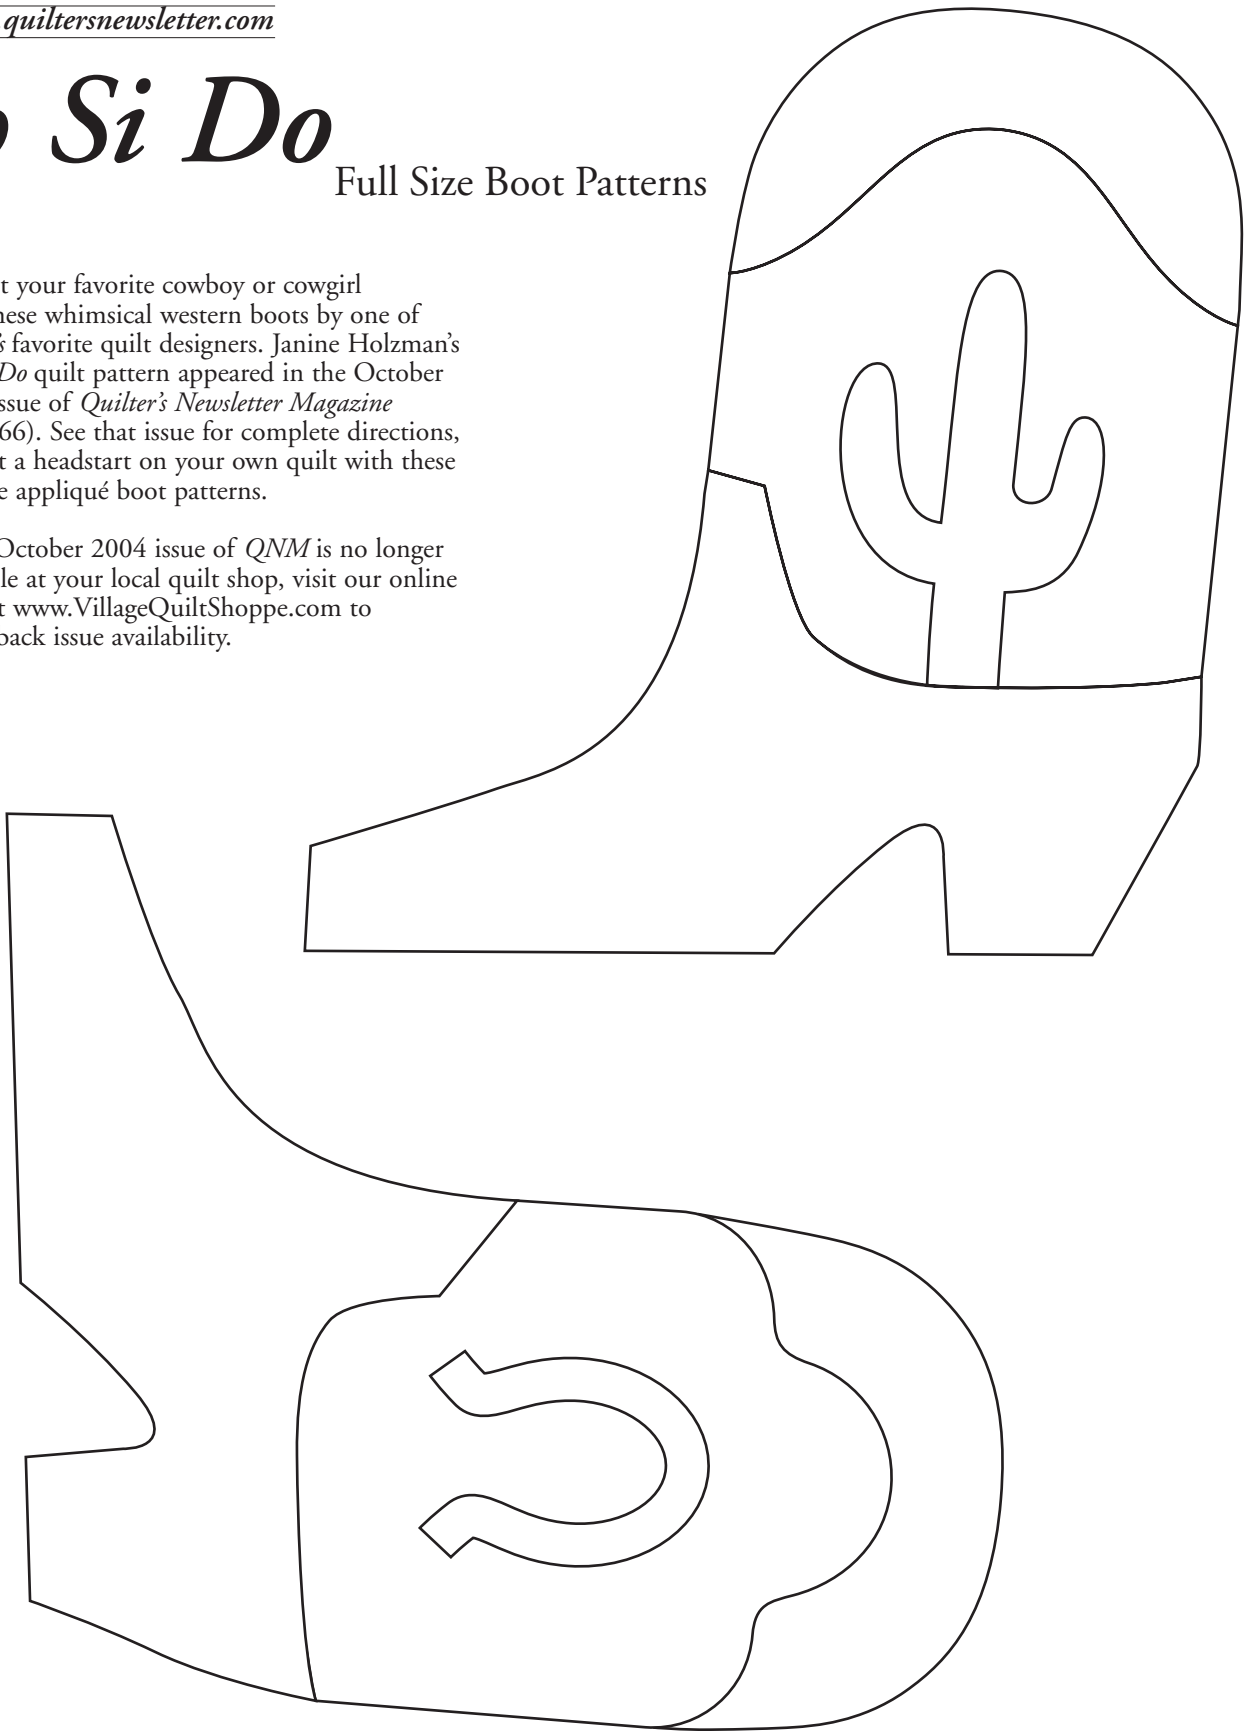 quiltersnewsletter.com
Si Do
Full Size Boot Patterns
t your favorite cowboy or cowgirl
hese whimsical western boots by one of
’s favorite quilt designers. Janine Holzman’s
Do quilt pattern appeared in the October
ssue of Quilter’s Newsletter Magazine
66). See that issue for complete directions,
t a headstart on your own quilt with these
e appliqué boot patterns.
October 2004 issue of QNM is no longer
le at your local quilt shop, visit our online
t www.VillageQuiltShoppe.com to
back issue availability.